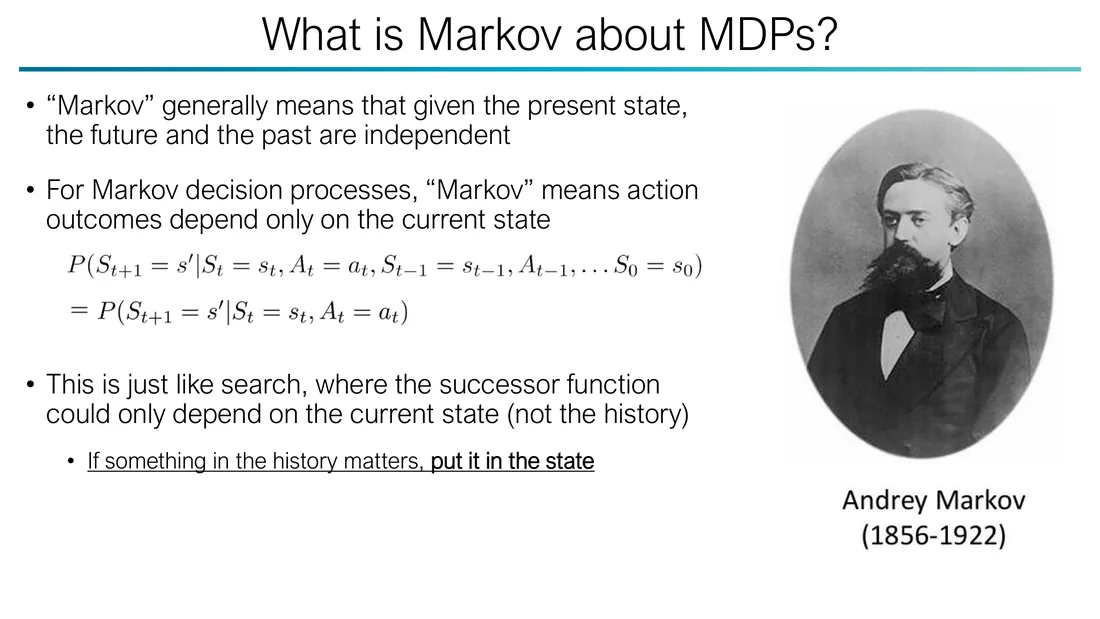 What is Markov about MDPs?
• “Markov” generally means that given the present state,
the future and the past are independent
• For Markov decision processes, “Markov” means action
outcomes depend only on the current state
P(S_{t+1} = s'|S_t = s_t, A_t = a_t, S_{t−1} = s_{t−1}, A_{t−1}, . . . S_0 = s_0)
= P(S_{t+1} = s'|S_t = s_t, A_t = a_t)
• This is just like search, where the successor function
could only depend on the current state (not the history)
• If something in the history matters, put it in the state
Andrey Markov
(1856-1922)